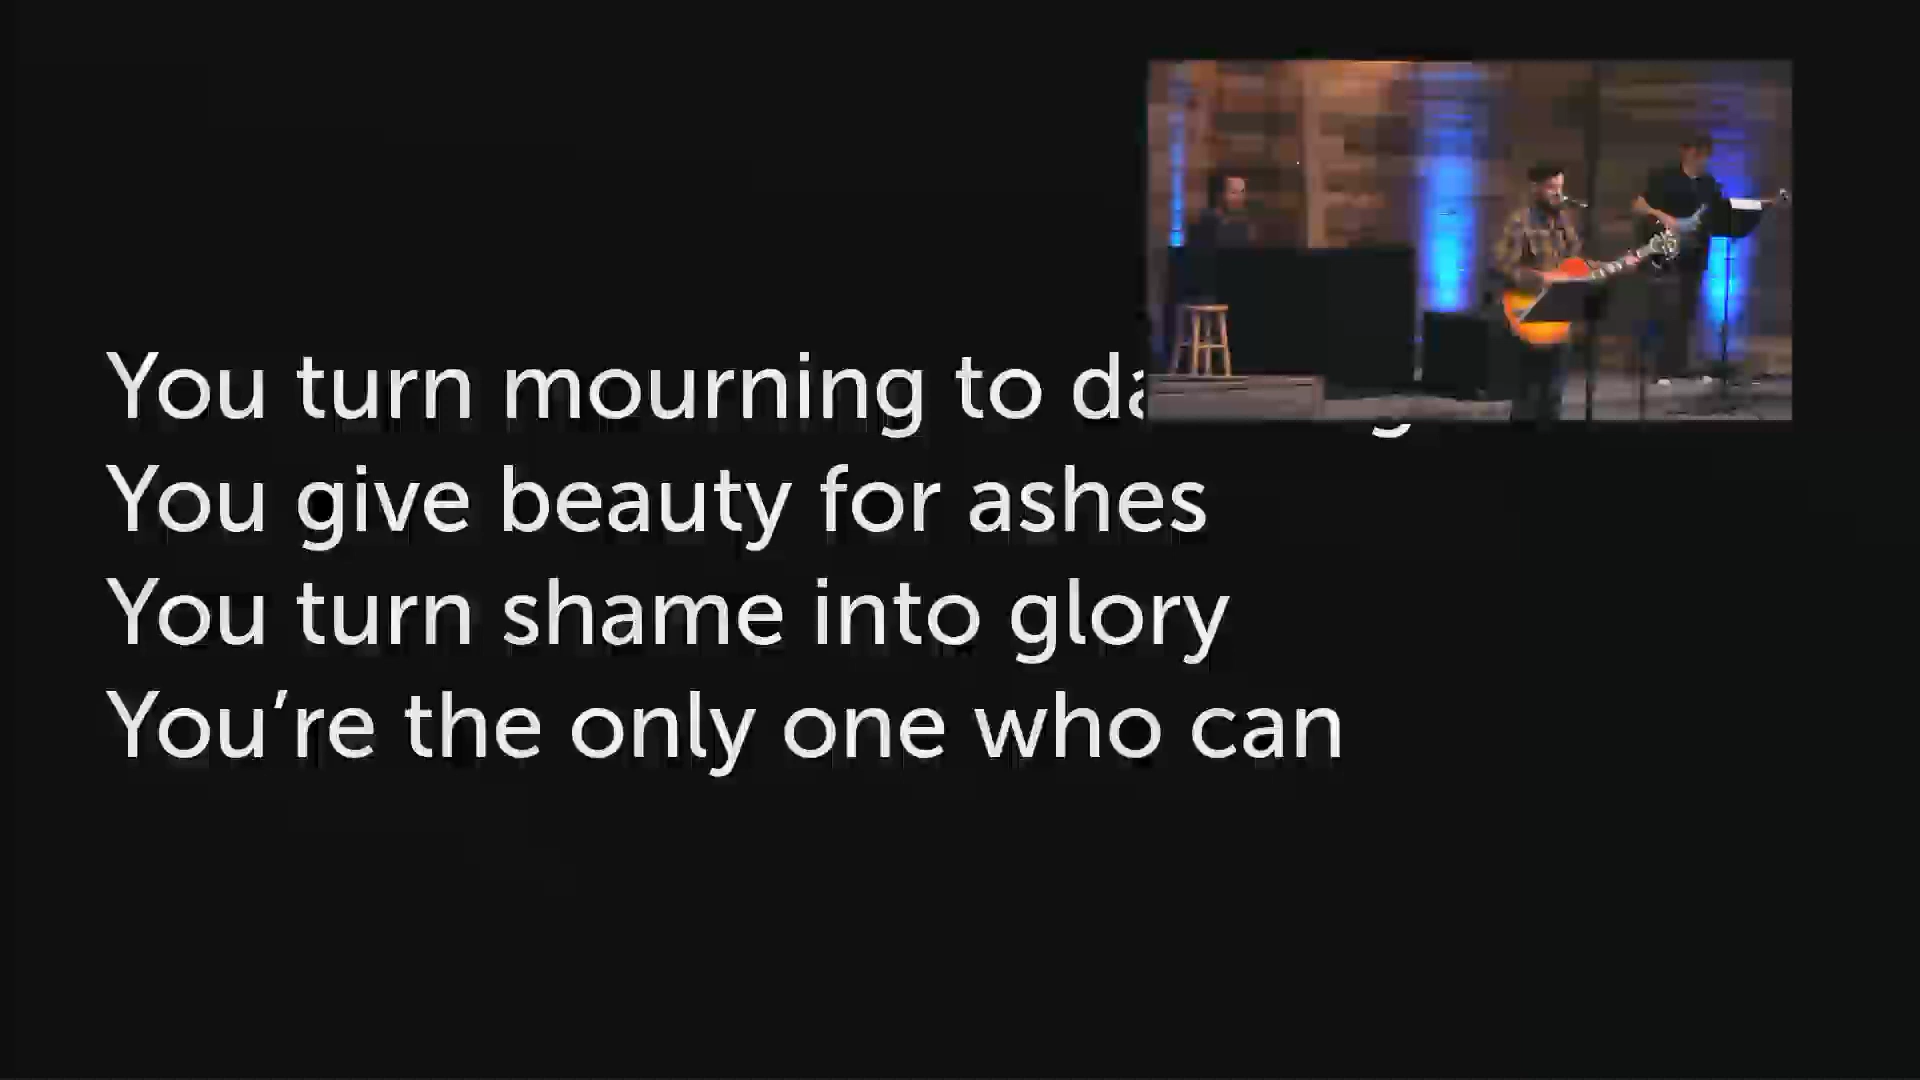 You turn mourning to
You give beauty for ashes
You turn shame into glory
You’re the only one who can